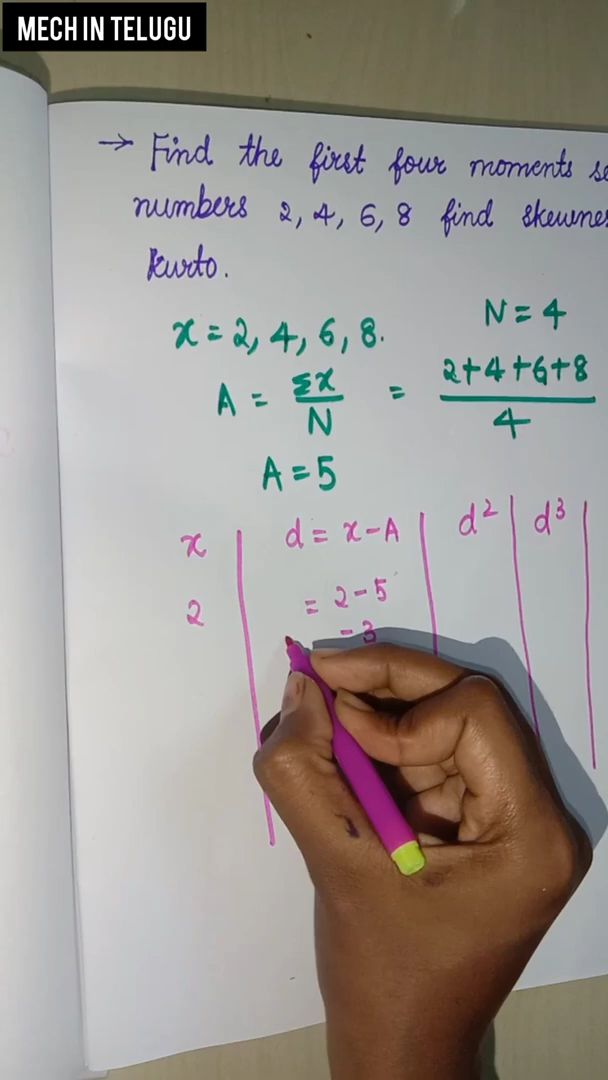 MECH IN TELUGU
→ Find the first four moments
numbers 2, 4, 6, 8 find
kurto.
N = 4
x = 2, 4, 6, 8.
A = Σx / N = 2+4+6+8 / 4
A = 5
x | d = x-A | d² | d³ |
2 = 2-5
-3